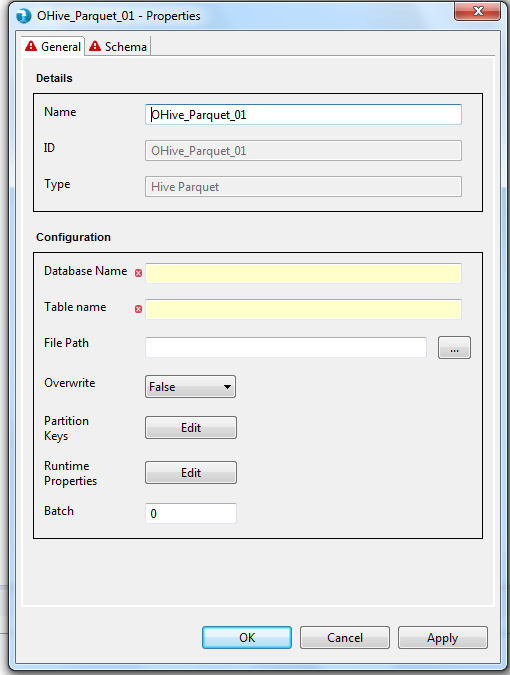 OHive_Parquet_01 - Properties
General
Schema
Details
Name
OHive_Parquet_01
ID
OHive_Parquet_01
Type
Hive Parquet
Configuration
Database Name
Table name
File Path
...
Overwrite
False
Partition
Keys
Edit
Runtime
Properties
Edit
Batch
0
OK
Cancel
Apply